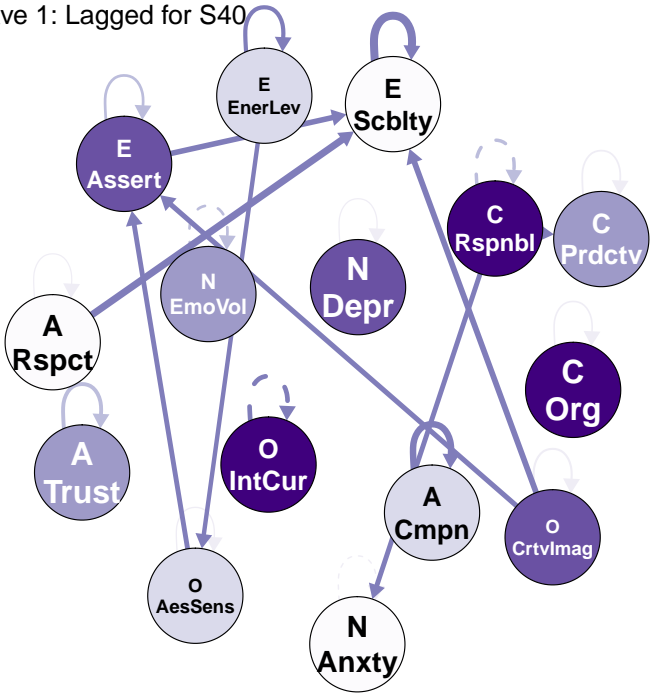 ve 1: Lagged for S40
E
EnerLev
E
Scblty
E
Assert
C
Rspnbl
C
Prdctv
N
EmoVol
N
Depr
A
Rspct
C
Org
A
Trust
O
IntCur
A
Cmpn
O
CrtvImag
O
AesSens
N
Anxty